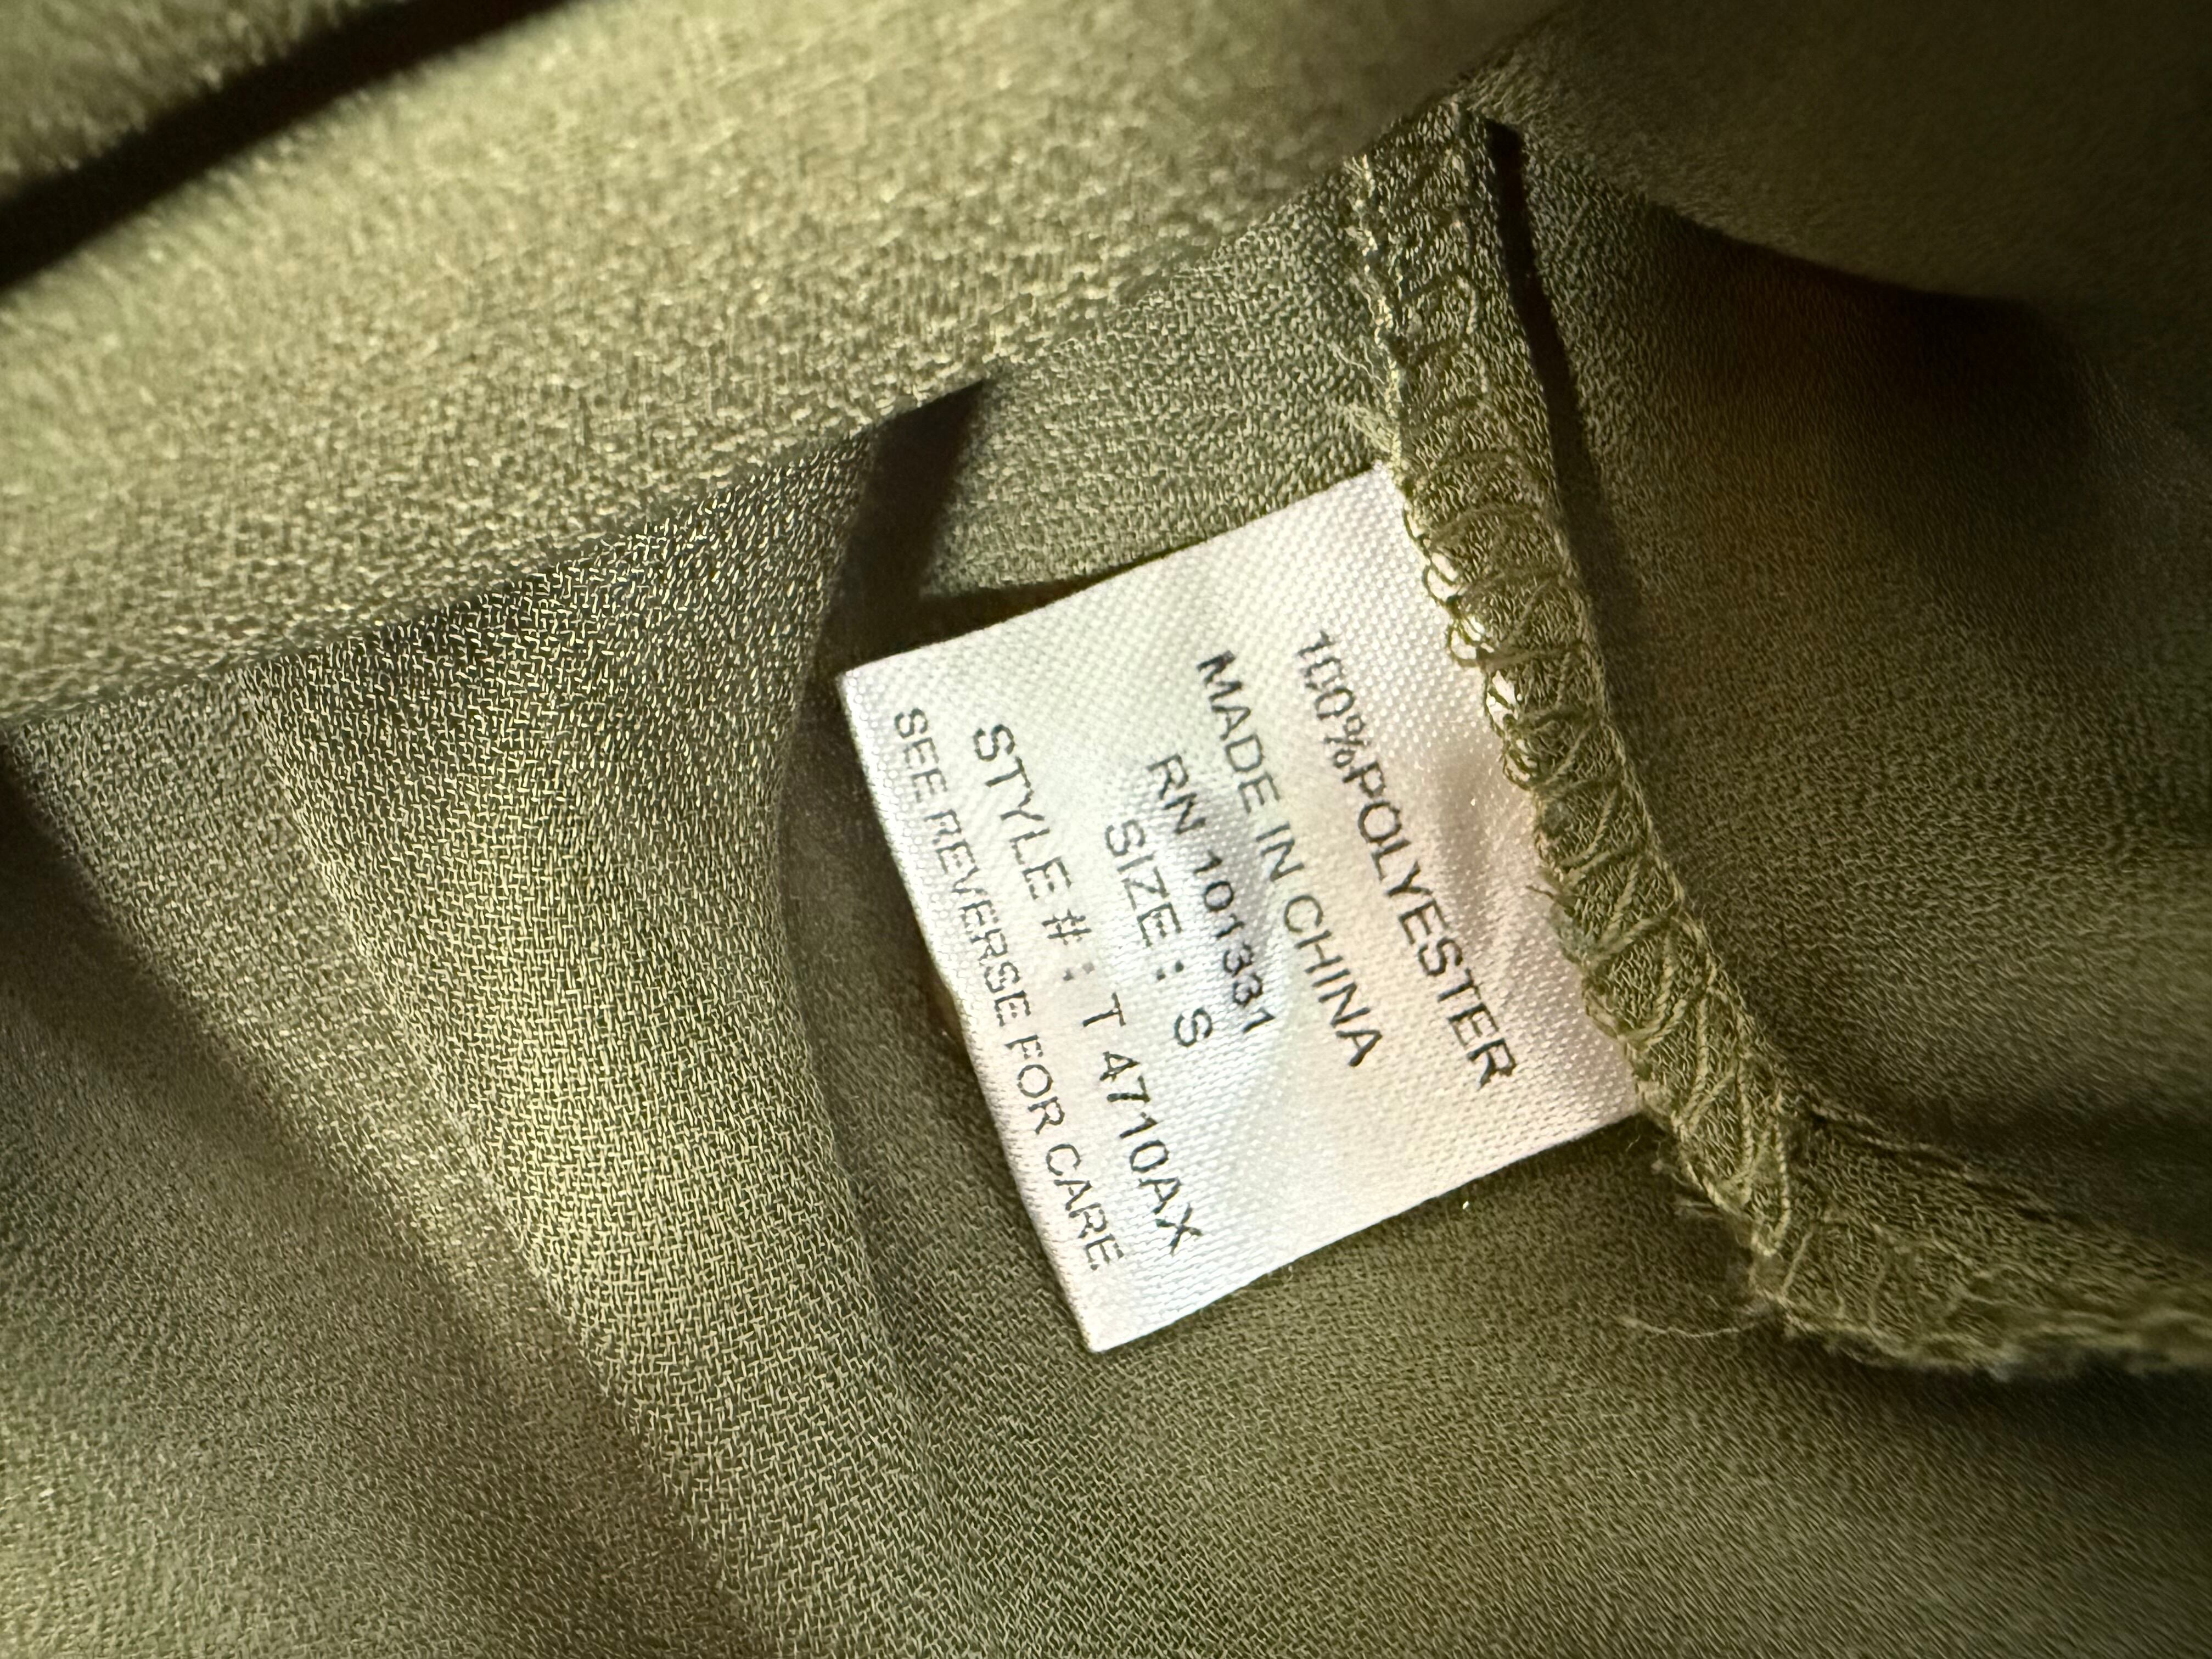 100%POLYESTER
MADE IN CHINA
RN 101331
SIZE : S
STYLE# : T 4710AX
SEE REVERSE FOR CARE